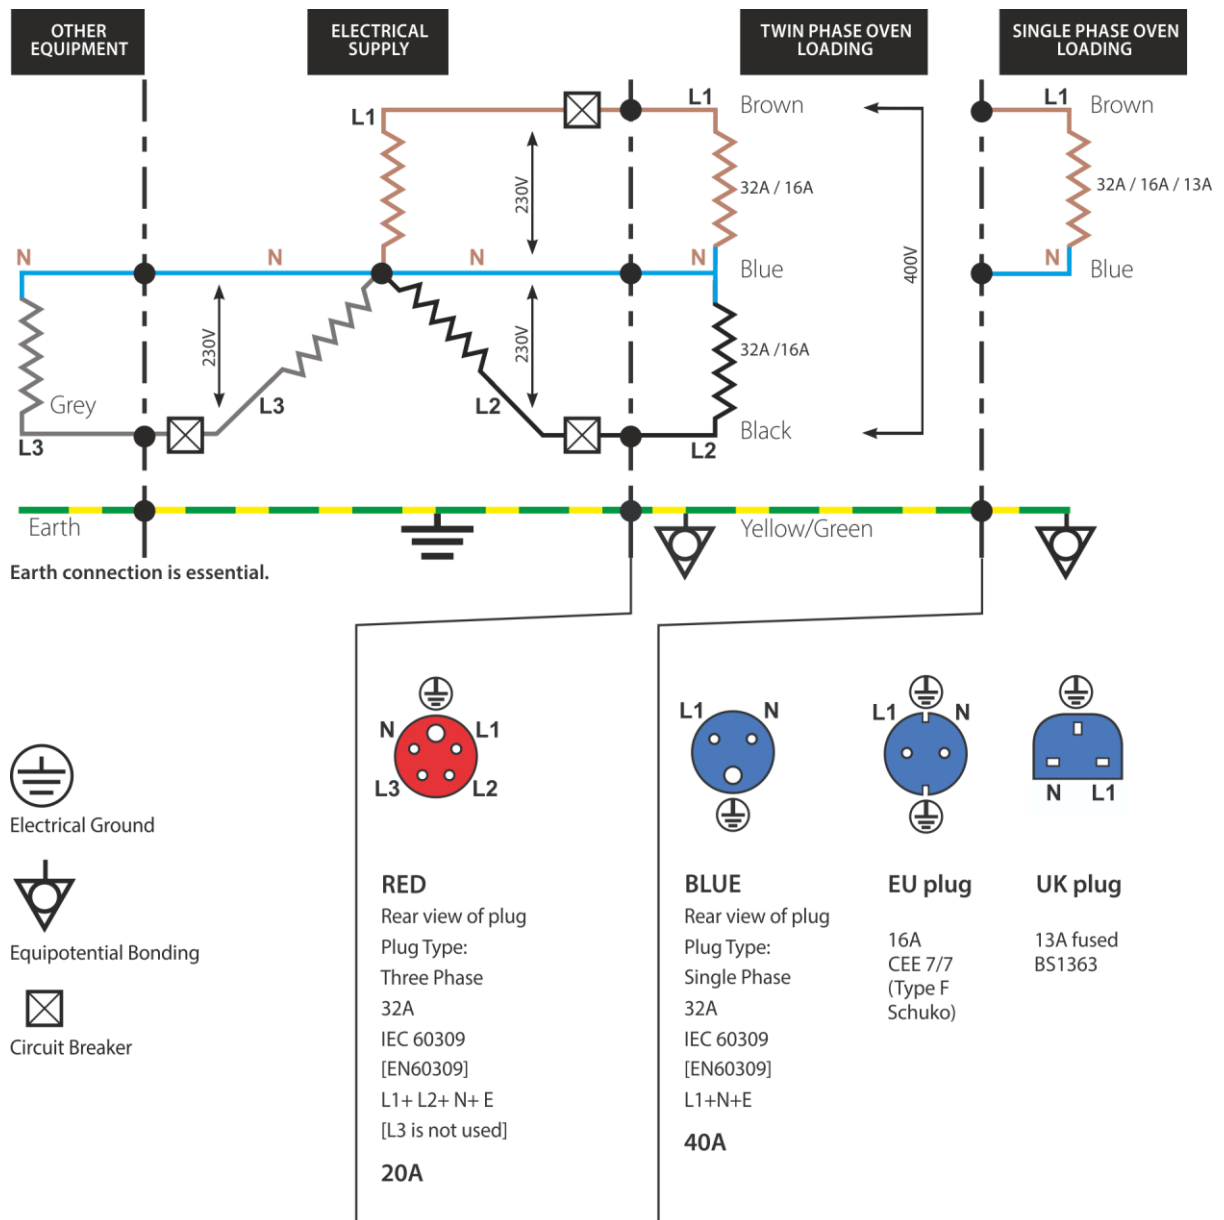 OTHER
EQUIPMENT
ELECTRICAL
SUPPLY
TWIN PHASE OVEN
LOADING
SINGLE PHASE OVEN
LOADING
L1
L1
Brown
L1
Brown
230V
32A / 16A
400V
32A / 16A / 13A
N
N
N
N
Blue
N
Blue
230V
230V
32A /16A
Grey
L3
L2
Black
L3
L2
Earth
Yellow/Green
Earth connection is essential.
N
L1
L3
L2
L1
N
L1
N
N
L1
Electrical Ground
Equipotential Bonding
Circuit Breaker
RED
Rear view of plug
Plug Type:
Three Phase
32A
IEC 60309
[EN60309]
L1+ L2+ N+ E
[L3 is not used]
20A
BLUE
Rear view of plug
Plug Type:
Single Phase
32A
IEC 60309
[EN60309]
L1+N+E
40A
EU plug
16A
CEE 7/7
(Type F
Schuko)
UK plug
13A fused
BS1363